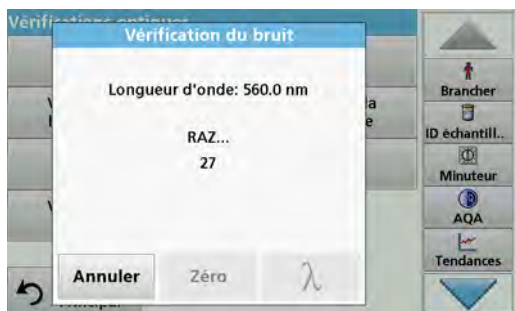 Vérification du bruit
Longueur d'onde: 560.0 nm
RAZ...
27
Annuler
Zéro
λ
Brancher
ID échantill..
Minuteur
AQA
Tendances